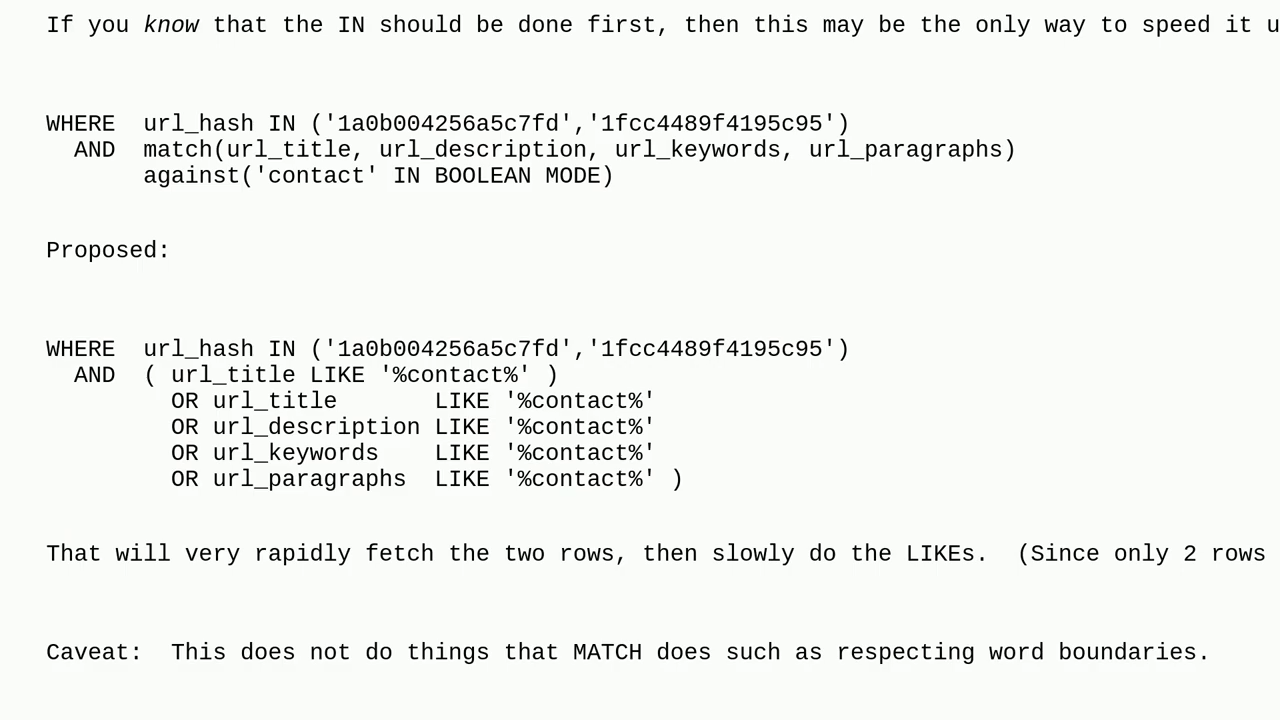 If you know that the IN should be done first, then this may be the only way to speed it
WHERE  url_hash IN ('1a0b004256a5c7fd','1fcc4489f4195c95')
  AND  match(url_title, url_description, url_keywords, url_paragraphs)
       against('contact' IN BOOLEAN MODE)
Proposed:
WHERE  url_hash IN ('1a0b004256a5c7fd','1fcc4489f4195c95')
  AND  ( url_title LIKE '%contact%' )
         OR url_title       LIKE '%contact%'
         OR url_description LIKE '%contact%'
         OR url_keywords    LIKE '%contact%'
         OR url_paragraphs  LIKE '%contact%' )
That will very rapidly fetch the two rows, then slowly do the LIKEs.  (Since only 2 rows
Caveat:  This does not do things that MATCH does such as respecting word boundaries.